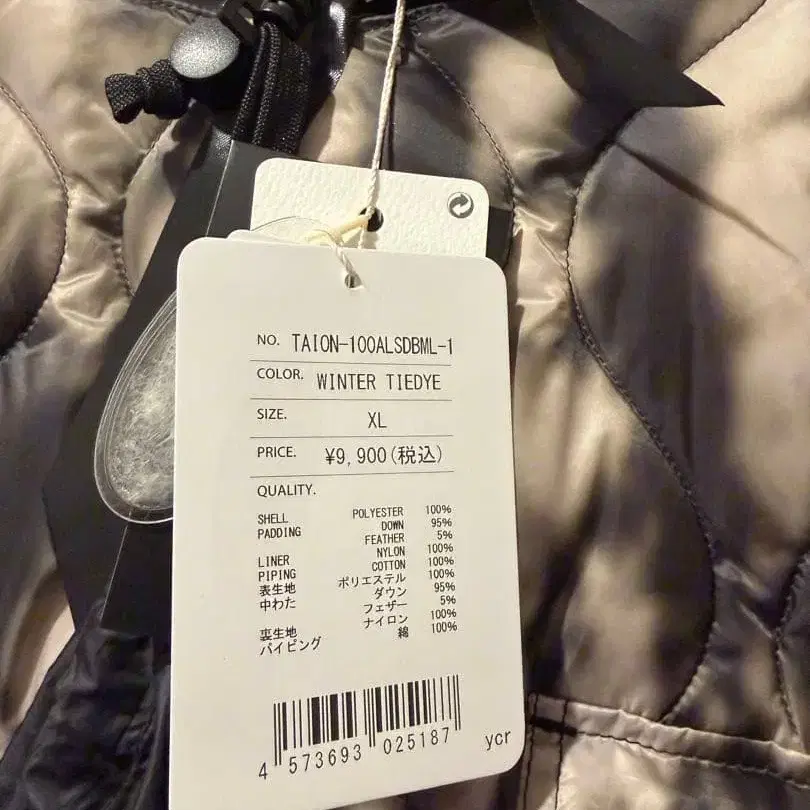 NO. TAION-100ALSDBML-1
COLOR. WINTER TIEDYE
SIZE. XL
PRICE. ¥9,900(税込)
QUALITY.
SHELL POLYESTER 100%
PADDING DOWN 95%
FEATHER 5%
LINER NYLON 100%
PIPING COTTON 100%
表生地 ポリエステル 100%
中わた ダウン 95%
フェザー 5%
裏生地 ナイロン 100%
パイピング 綿 100%
4 573693 025187 ycr